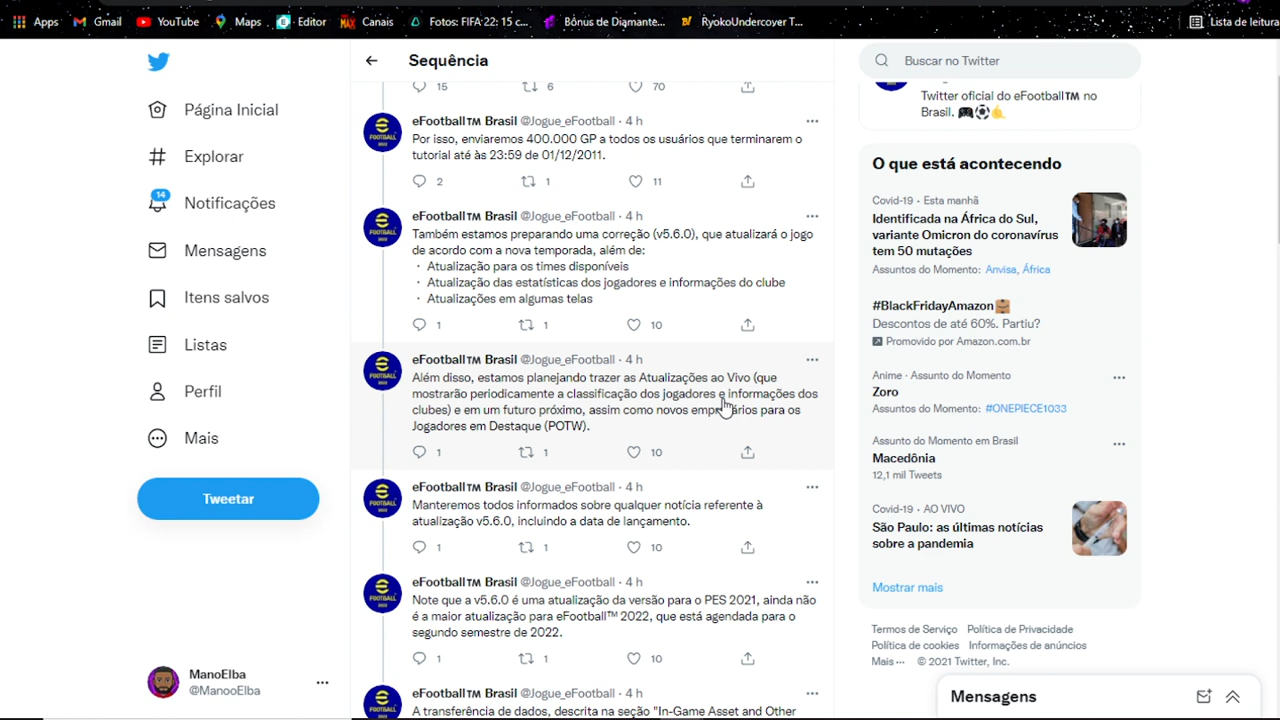 Apps Gmail YouTube Maps Editor Canais Fotos: FIFA 22: 15 c... Bônus de Diamante... RyokoUndercover T... Lista de leitura
Sequência
Buscar no Twitter
Página Inicial
Explorar
14
Notificações
Mensagens
Itens salvos
Listas
Perfil
Mais
Tweetar
ManoElba
@ManooElba
15 6 70
eFootball™ Brasil @Jogue_eFootball · 4 h
Por isso, enviaremos 400.000 GP a todos os usuários que terminarem o
tutorial até às 23:59 de 01/12/2011.
2 1 11
eFootball™ Brasil @Jogue_eFootball · 4 h
Também estamos preparando uma correção (v5.6.0), que atualizará o jogo
de acordo com a nova temporada, além de:
・ Atualização para os times disponíveis
・ Atualização das estatísticas dos jogadores e informações do clube
・ Atualizações em algumas telas
1 1 10
eFootball™ Brasil @Jogue_eFootball · 4 h
Além disso, estamos planejando trazer as Atualizações ao Vivo (que
mostrarão periodicamente a classificação dos jogadores e informações dos
clubes) e em um futuro próximo, assim como novos empresários para os
Jogadores em Destaque (POTW).
1 1 10
eFootball™ Brasil @Jogue_eFootball · 4 h
Manteremos todos informados sobre qualquer notícia referente à
atualização v5.6.0, incluindo a data de lançamento.
1 1 10
eFootball™ Brasil @Jogue_eFootball · 4 h
Note que a v5.6.0 é uma atualização da versão para o PES 2021, ainda não
é a maior atualização para eFootball™ 2022, que está agendada para o
segundo semestre de 2022.
1 1 10
eFootball™ Brasil @Jogue_eFootball · 4 h
A transferência de dados, descrita na seção "In-Game Asset and Other
Twitter oficial do eFootball™ no
Brasil. 🎮⚽🤙
O que está acontecendo
Covid-19 · Esta manhã
Identificada na África do Sul,
variante Omicron do coronavírus
tem 50 mutações
Assuntos do Momento: Anvisa, África
#BlackFridayAmazon
Descontos de até 60%. Partiu?
Promovido por Amazon.com.br
Anime · Assunto do Momento
Zoro
Assuntos do Momento: #ONEPIECE1033
Assunto do Momento em Brasil
Macedônia
12,1 mil Tweets
Covid-19 · AO VIVO
São Paulo: as últimas notícias
sobre a pandemia
Mostrar mais
Termos de Serviço Política de Privacidade
Política de cookies Informações de anúncios
Mais ··· © 2021 Twitter, Inc.
Mensagens